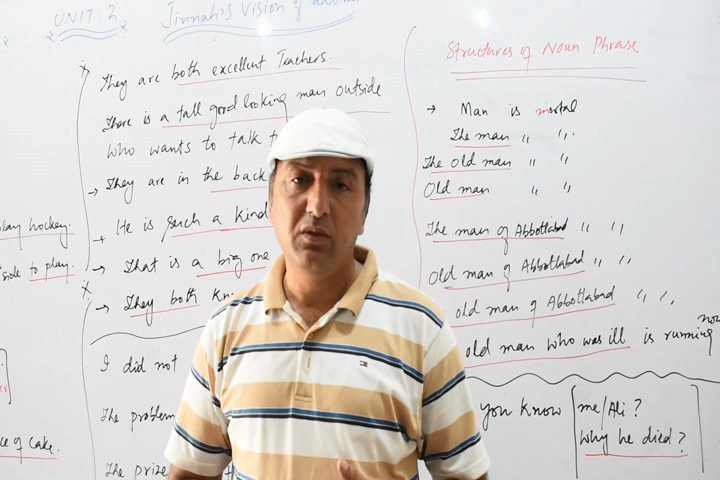 UNIT-2 Jinnah's Vision of
They are both excellent Teachers.
There is a tall good looking man outside
who wants to talk
→ They are in the back
→ He is such a kind
→ That is a big one
→ They both
I did not
The problem
The prize
play hockey.
side to play.
of cake.
Structures of Noun Phrase
→ Man is mortal
The man " ".
The Old man " "
Old man " "
The man of Abbottabad " "
Old man of Abbottabad " "
old man of Abbottabad " "
old man who was ill is running now
you know me/Ali?
Why he died?